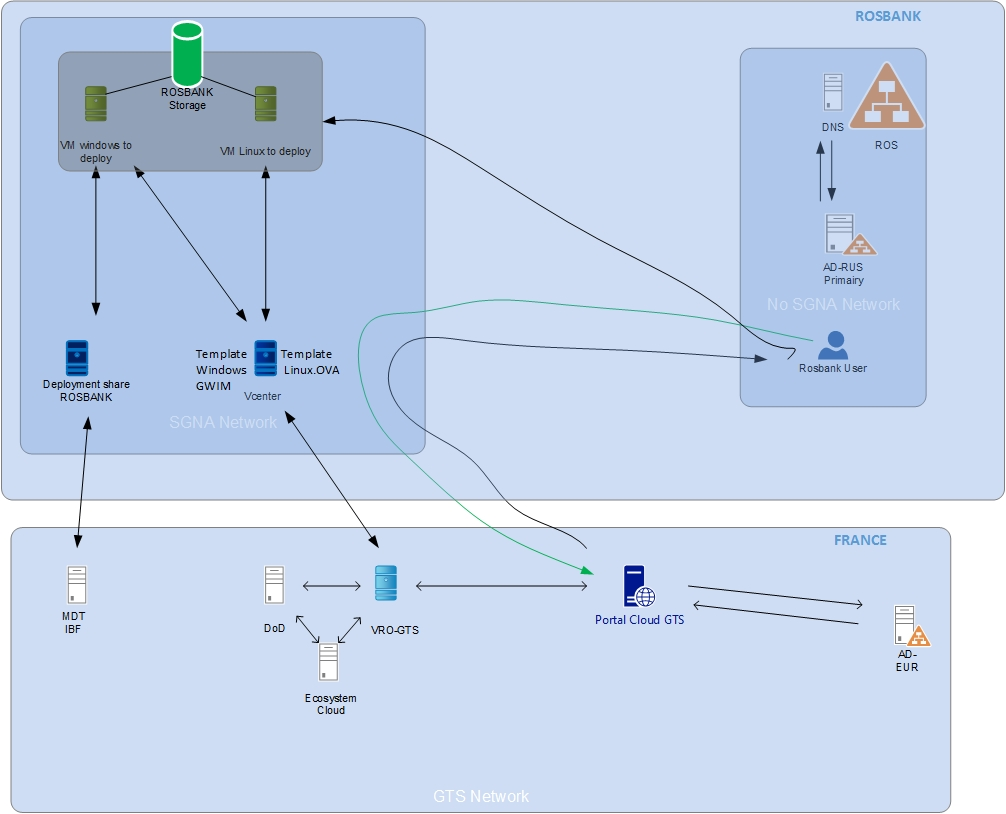 ROSBANK
ROSBANK
Storage
VM windows to
deploy
VM Linux to deploy
DNS
ROS
AD-RUS
Primairy
No SGNA Network
Rosbank User
Template
Windows
GWIM
Template
Linux.OVA
Vcenter
Deployment share
ROSBANK
SGNA Network
FRANCE
MDT
IBF
DoD
VRO-GTS
Ecosystem
Cloud
Portal Cloud GTS
AD-
EUR
GTS Network